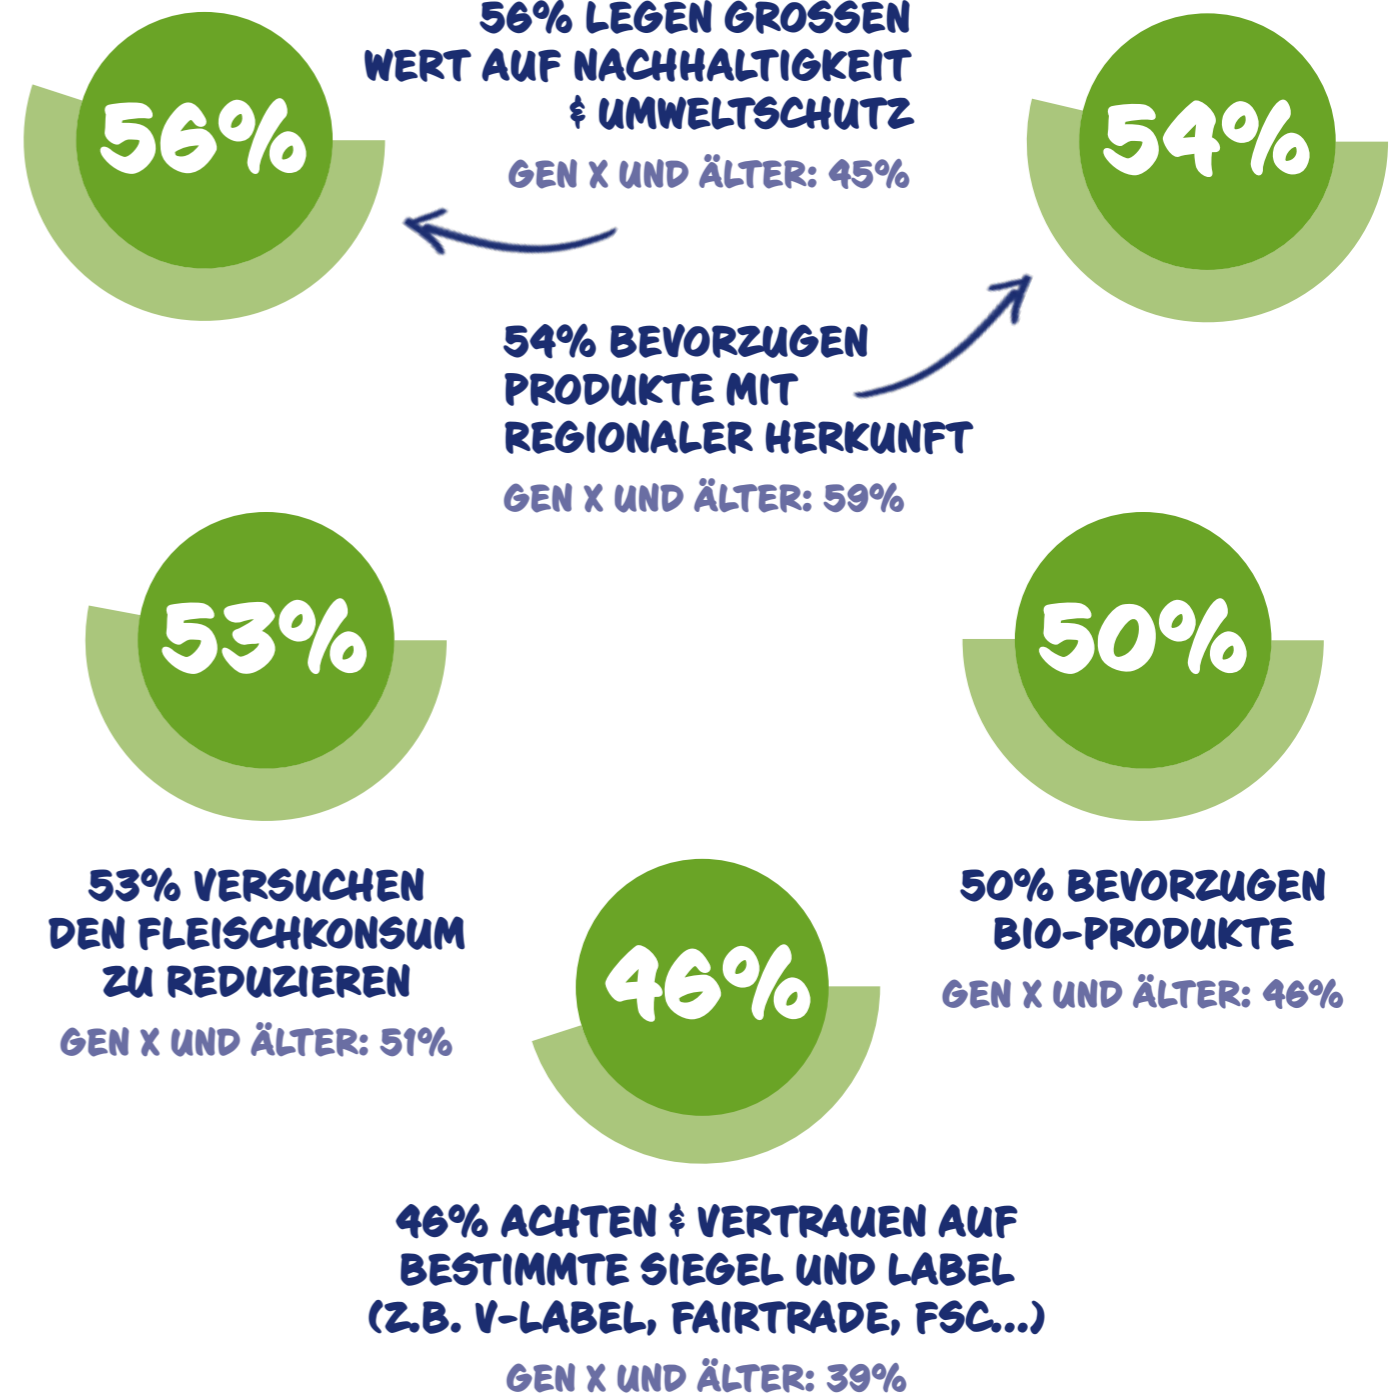 56%
56% LEGEN GROSSEN
WERT AUF NACHHALTIGKEIT
& UMWELTSCHUTZ
GEN X UND ÄLTER: 45%
54%
54% BEVORZUGEN
PRODUKTE MIT
REGIONALER HERKUNFT
GEN X UND ÄLTER: 59%
53%
53% VERSUCHEN
DEN FLEISCHKONSUM
ZU REDUZIEREN
GEN X UND ÄLTER: 51%
50%
50% BEVORZUGEN
BIO-PRODUKTE
GEN X UND ÄLTER: 46%
46%
46% ACHTEN & VERTRAUEN AUF
BESTIMMTE SIEGEL UND LABEL
(Z.B. V-LABEL, FAIRTRADE, FSC...)
GEN X UND ÄLTER: 39%